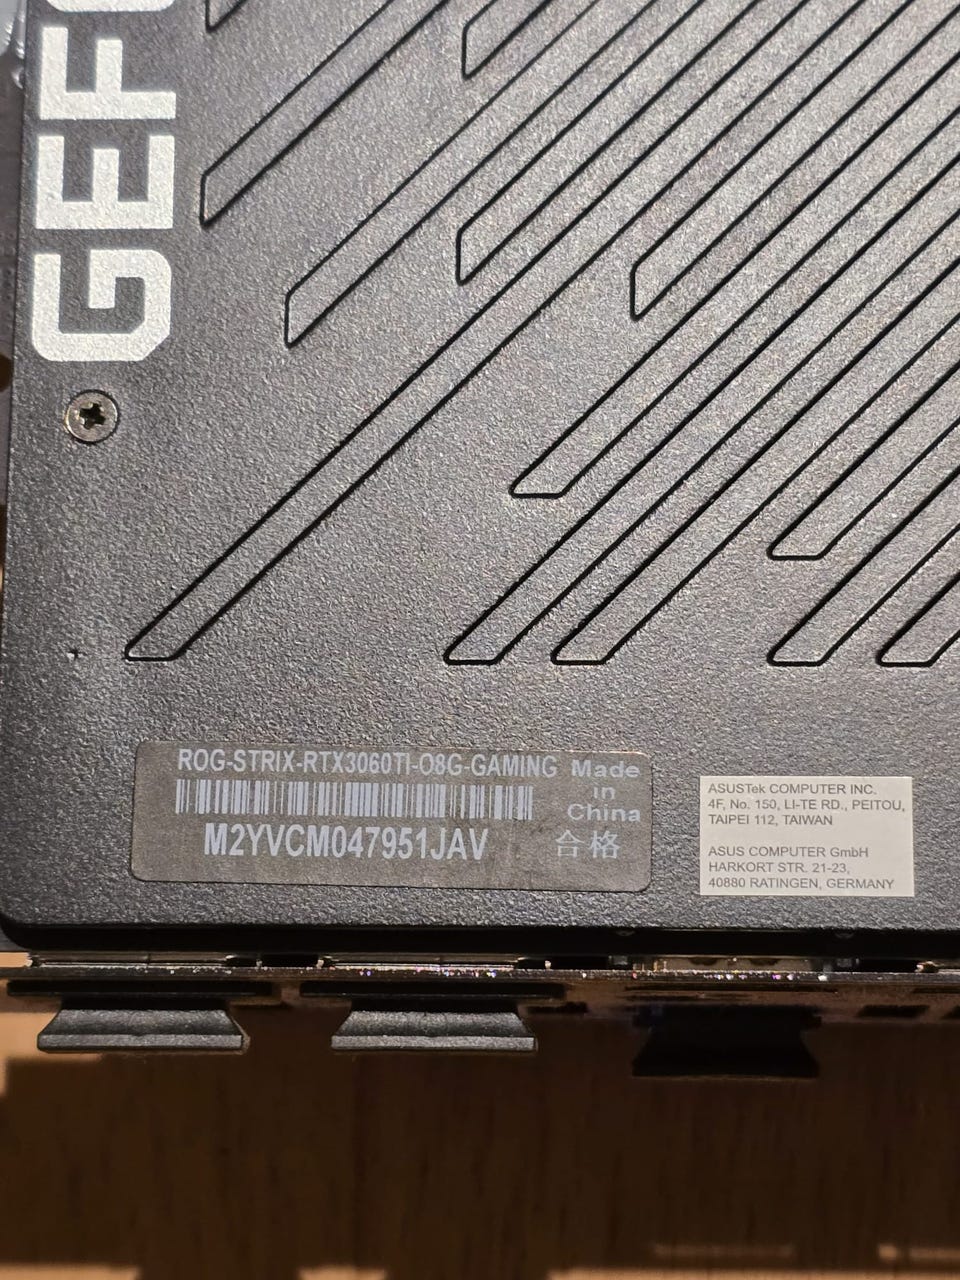 GEFO
ROG-STRIX-RTX3060TI-O8G-GAMING
Made
in
China
M2YVCM047951JAV
合格
ASUSTek COMPUTER INC.
4F, No. 150, LI-TE RD., PEITOU,
TAIPEI 112, TAIWAN
ASUS COMPUTER GmbH
HARKORT STR. 21-23,
40880 RATINGEN, GERMANY